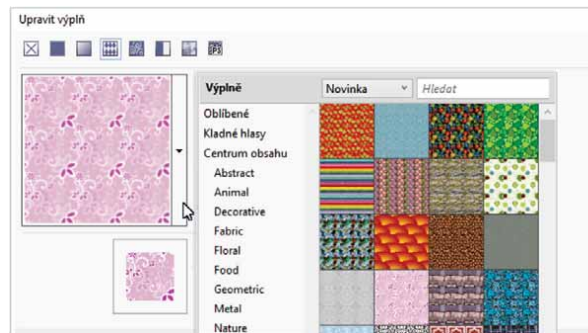 Upravit výplň
Výplně
Novinka
Hledat
Oblíbené
Kladné hlasy
Centrum obsahu
Abstract
Animal
Decorative
Fabric
Floral
Food
Geometric
Metal
Nature